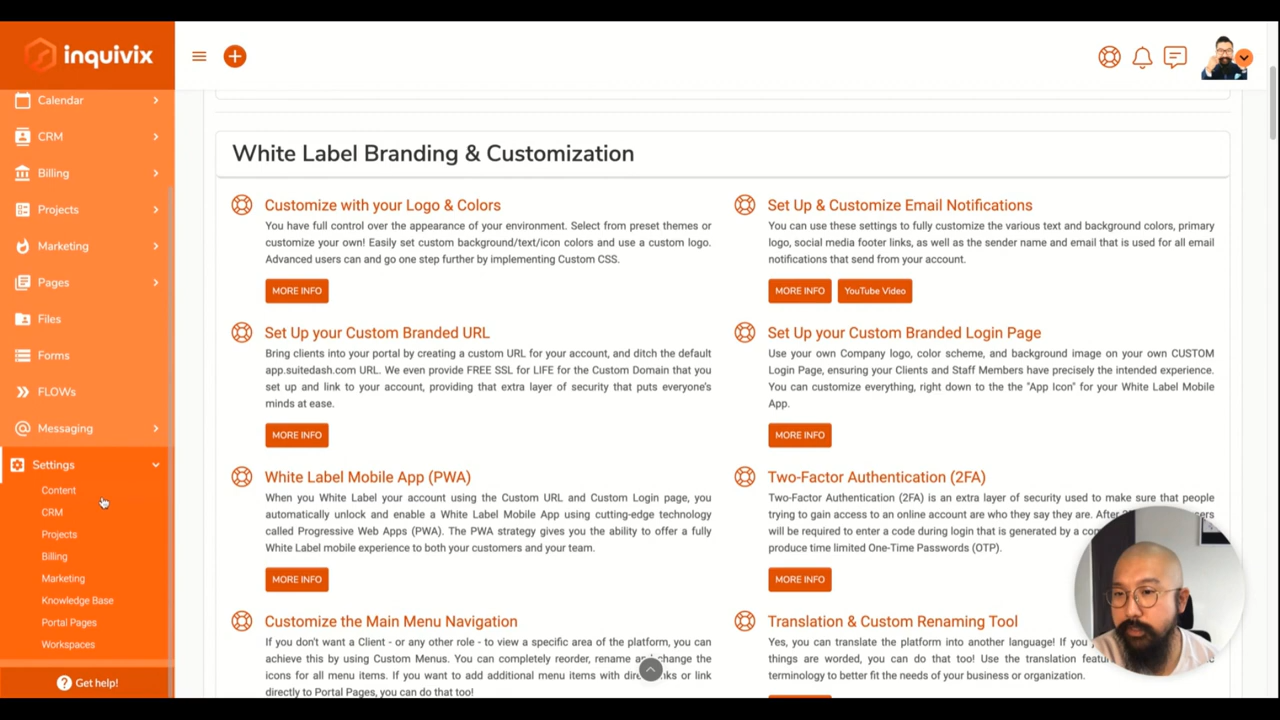 inquivix
Calendar
CRM
Billing
Projects
Marketing
Pages
Files
Forms
FLOWs
Messaging
Settings
Content
CRM
Projects
Billing
Marketing
Knowledge Base
Portal Pages
Workspaces
Get help!
White Label Branding & Customization
Customize with your Logo & Colors
You have full control over the appearance of your environment. Select from preset themes or
customize your own! Easily set custom background/text/icon colors and use a custom logo.
Advanced users can and go one step further by implementing Custom CSS.
MORE INFO
Set Up & Customize Email Notifications
You can use these settings to fully customize the various text and background colors, primary
logo, social media footer links, as well as the sender name and email that is used for all email
notifications that send from your account.
MORE INFO
YouTube Video
Set Up your Custom Branded URL
Bring clients into your portal by creating a custom URL for your account, and ditch the default
app.suitedash.com URL. We even provide FREE SSL for LIFE for the Custom Domain that you
set up and link to your account, providing that extra layer of security that puts everyone's
minds at ease.
MORE INFO
Set Up your Custom Branded Login Page
Use your own Company logo, color scheme, and background image on your own CUSTOM
Login Page, ensuring your Clients and Staff Members have precisely the intended experience.
You can customize everything, right down to the the "App Icon" for your White Label Mobile
App.
MORE INFO
White Label Mobile App (PWA)
When you White Label your account using the Custom URL and Custom Login page, you
automatically unlock and enable a White Label Mobile App using cutting-edge technology
called Progressive Web Apps (PWA). The PWA strategy gives you the ability to offer a fully
White Label mobile experience to both your customers and your team.
MORE INFO
Two-Factor Authentication (2FA)
Two-Factor Authentication (2FA) is an extra layer of security used to make sure that people
trying to gain access to an online account are who they say they are. After
will be required to enter a code during login that is generated by a
produce time limited One-Time Passwords (OTP).
MORE INFO
Customize the Main Menu Navigation
If you don't want a Client - or any other role - to view a specific area of the platform, you can
achieve this by using Custom Menus. You can completely reorder, rename and change the
icons for all menu items. If you want to add additional menu items with links or link
directly to Portal Pages, you can do that too!
Translation & Custom Renaming Tool
Yes, you can translate the platform into another language! If you
things are worded, you can do that too! Use the translation
terminology to better fit the needs of your business or organization.